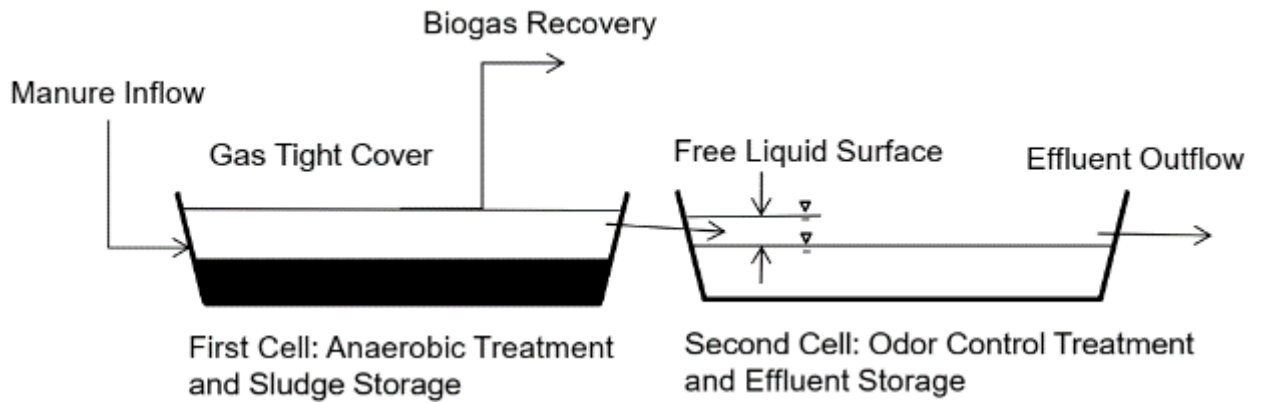 Biogas Recovery
Manure Inflow
Gas Tight Cover
Free Liquid Surface
Effluent Outflow
First Cell: Anaerobic Treatment
and Sludge Storage
Second Cell: Odor Control Treatment
and Effluent Storage